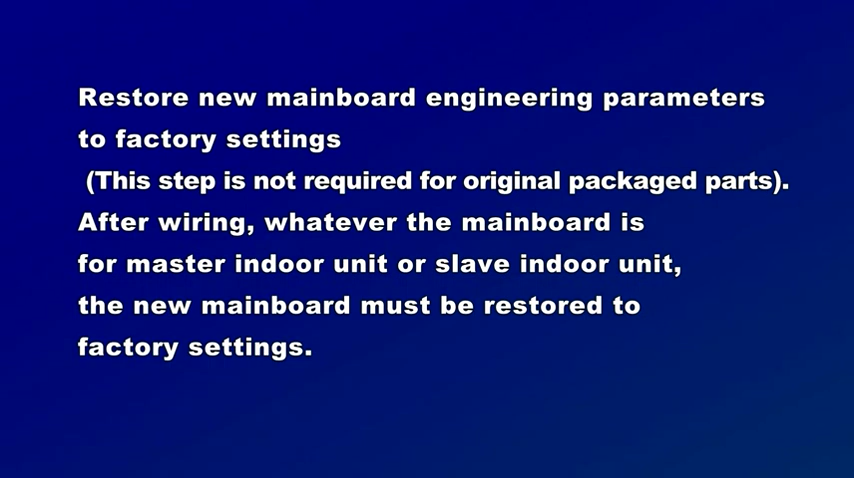 Restore new mainboard engineering parameters
to factory settings
(This step is not required for original packaged parts).
After wiring, whatever the mainboard is
for master indoor unit or slave indoor unit,
the new mainboard must be restored to
factory settings.